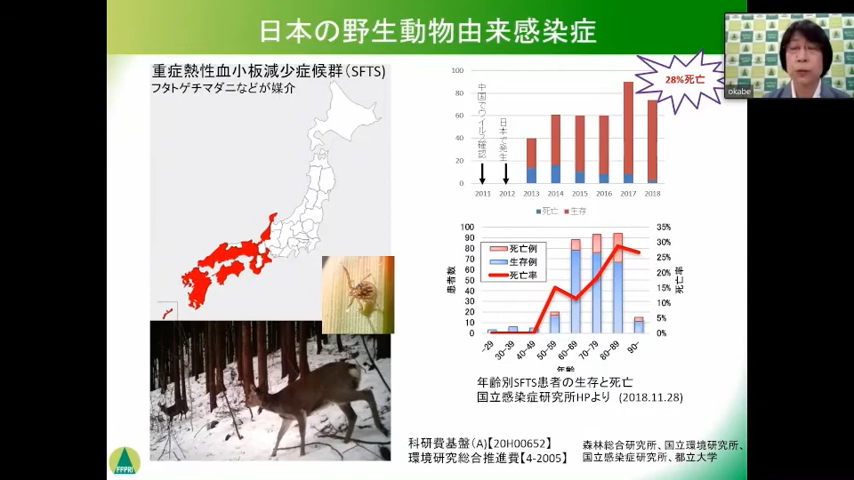 日本の野生動物由来感染症
重症熱性血小板減少症候群(SFTS)
フタトゲチマダニなどが媒介
100
80
60
40
20
0
中国でウイルス確認
日本で発生
28%死亡
2011 2012 2013 2014 2015 2016 2017 2018
死亡 生存
okabe
100
90
80
70
60
50
40
30
20
10
0
患者数
死亡例
生存例
死亡率
35%
30%
25%
20%
15%
10%
5%
0%
死亡率
~29 30~39 40~49 50~59 60~69 70~79 80~89 90~
年齢
年齢別SFTS患者の生存と死亡
国立感染症研究所HPより (2018.11.28)
科研費基盤(A)【20H00652】
環境研究総合推進費【4-2005】
森林総合研究所、国立環境研究所、
国立感染症研究所、都立大学
FFPRI